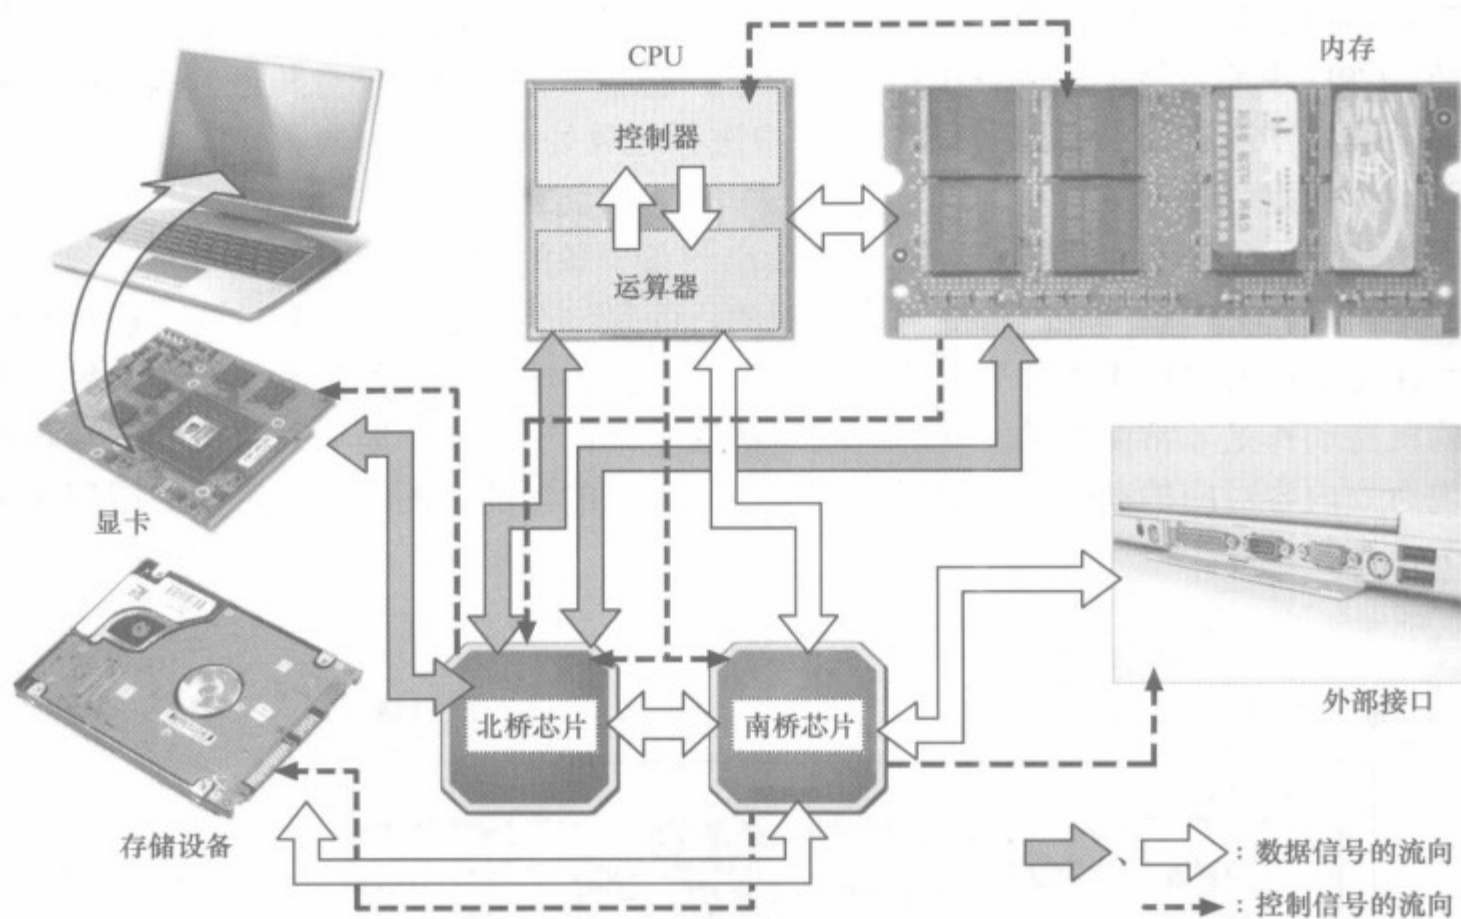 CPU
内存
控制器
运算器
显卡
北桥芯片
南桥芯片
外部接口
存储设备
、 : 数据信号的流向
: 控制信号的流向